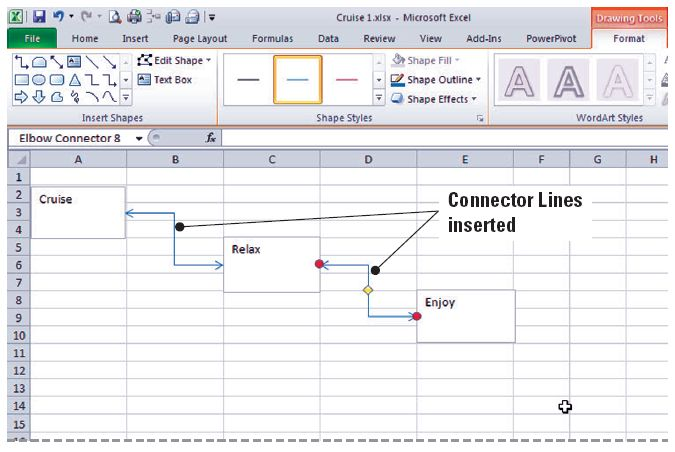 Cruise 1.xlsx - Microsoft Excel
Drawing Tools
File Home Insert Page Layout Formulas Data Review View Add-Ins PowerPivot Format
Edit Shape
Text Box
Insert Shapes
Shape Fill
Shape Outline
Shape Effects
Shape Styles
A A A
WordArt Styles
Elbow Connector 8 fx
A B C D E F G H
1
2
Cruise
3
Connector Lines
inserted
4
5
Relax
6
7
8
Enjoy
9
10
11
12
13
14
15